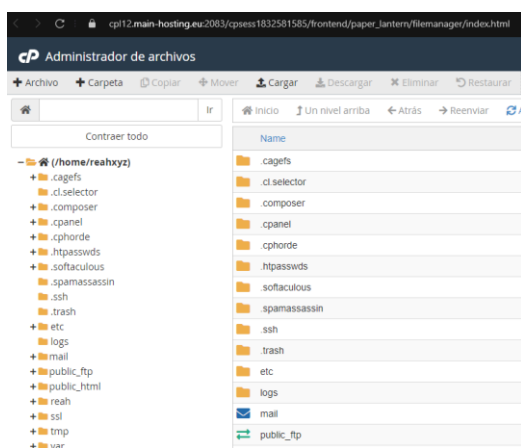 cpl12.main-hosting.eu:2083/cpsess1832581585/frontend/paper_lantern/filemanager/index.html
cP Administrador de archivos
+ Archivo + Carpeta Copiar Mover Cargar Descargar Eliminar Restaurar
Ir Inicio Un nivel arriba Atrás Reenviar
Contraer todo
Name
(/home/reahxyz)
.cagefs
.cl.selector
.composer
.cpanel
.cphorde
.htpasswds
.softaculous
.spamassassin
.ssh
.trash
etc
logs
mail
public_ftp
public_html
reah
ssl
tmp
var
.cagefs
.cl.selector
.composer
.cpanel
.cphorde
.htpasswds
.softaculous
.spamassassin
.ssh
.trash
etc
logs
mail
public_ftp